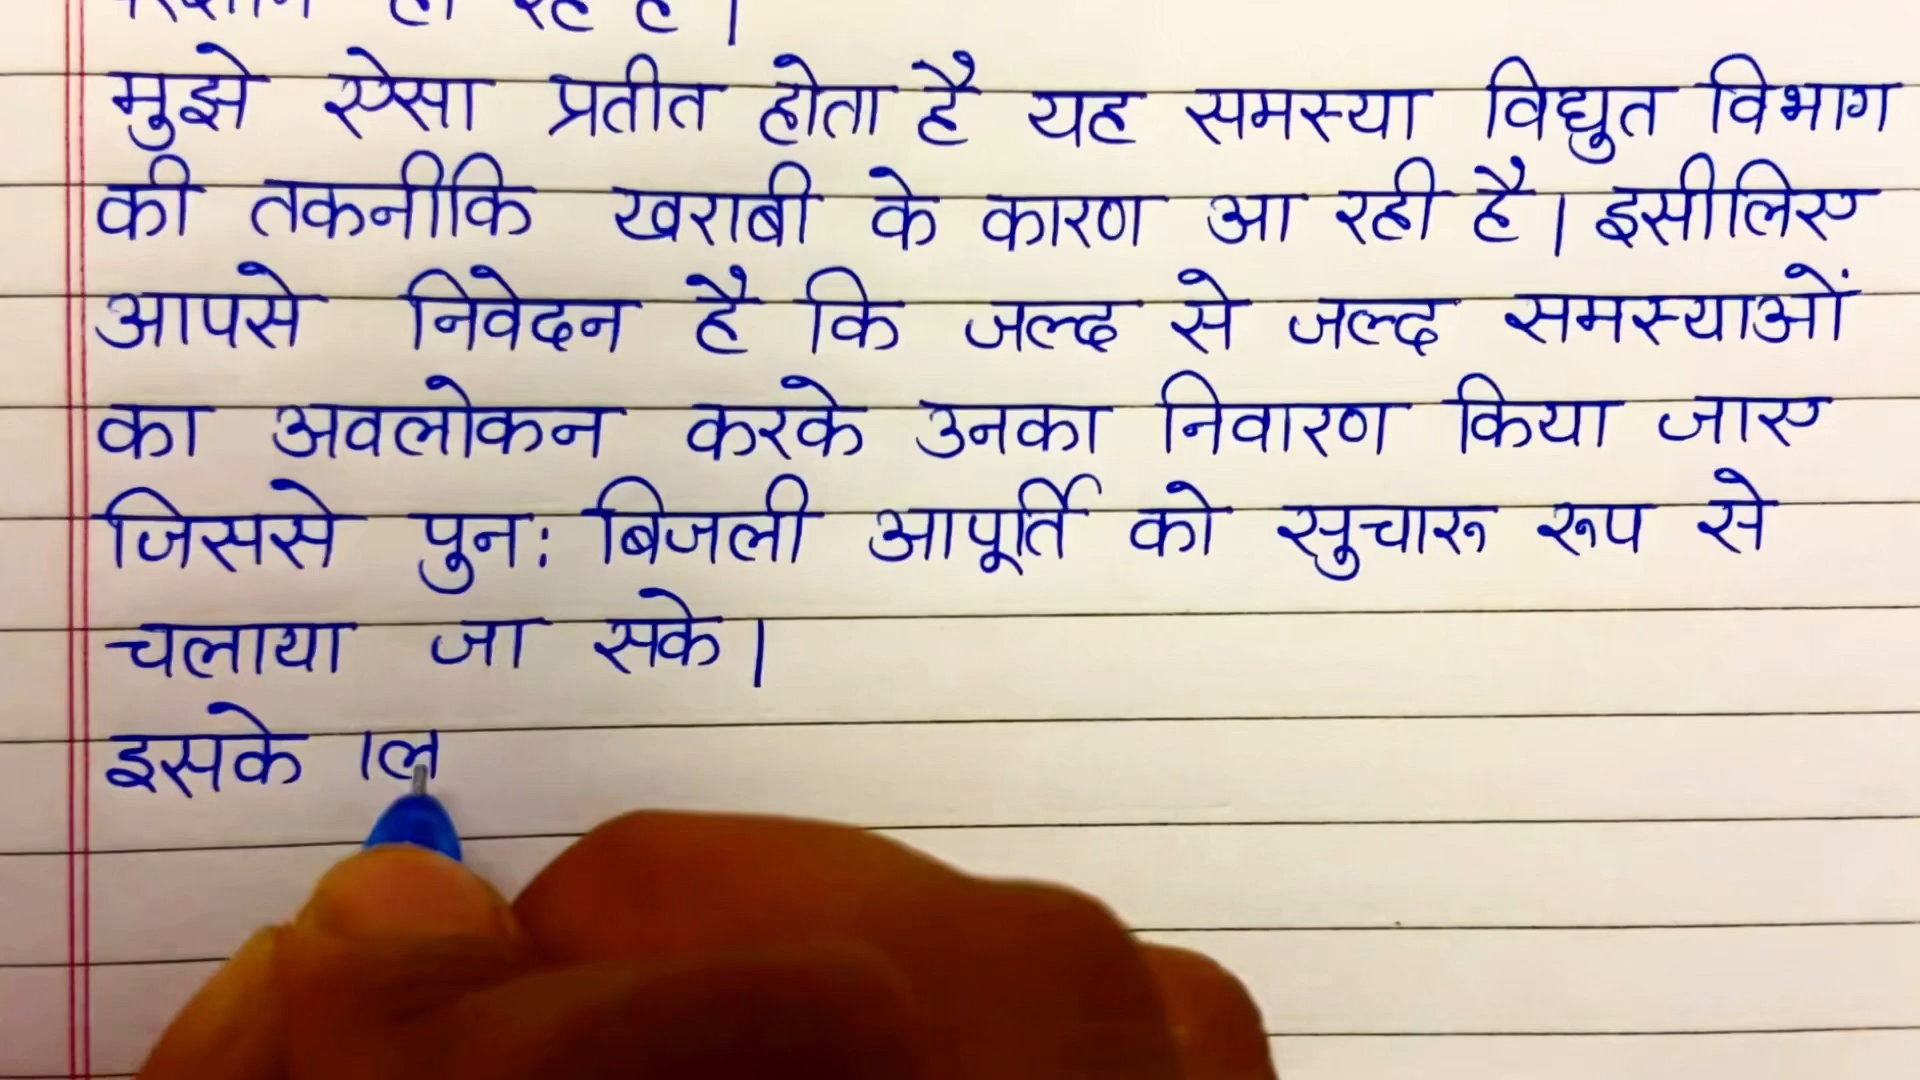 हो रहे हैं।
मुझे ऐसा प्रतीत होता है यह समस्या विद्युत विभाग
की तकनीकि खराबी के कारण आ रही है। इसीलिए
आपसे निवेदन है कि जल्द से जल्द समस्याओं
का अवलोकन करके उनका निवारण किया जाए
जिससे पुन: बिजली आपूर्ति को सुचारू रूप से
चलाया जा सके।
इसके